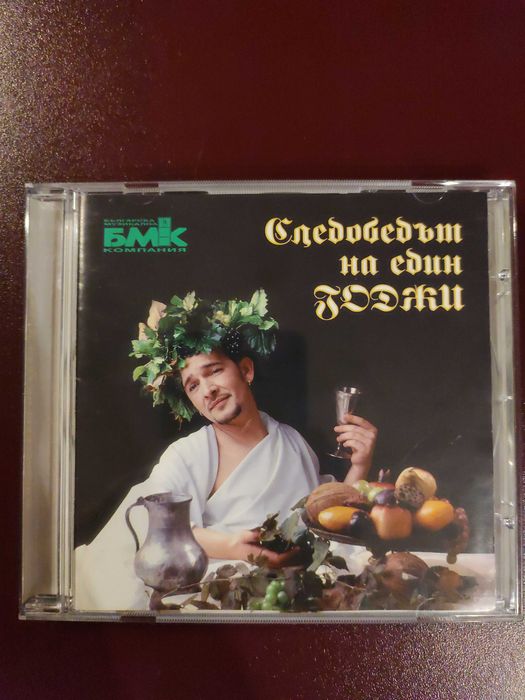 БЪЛГАРСКА
МУЗИКАЛНА
БМК
КОМПАНИЯ
Следобедът
на един
ГОДЖИ